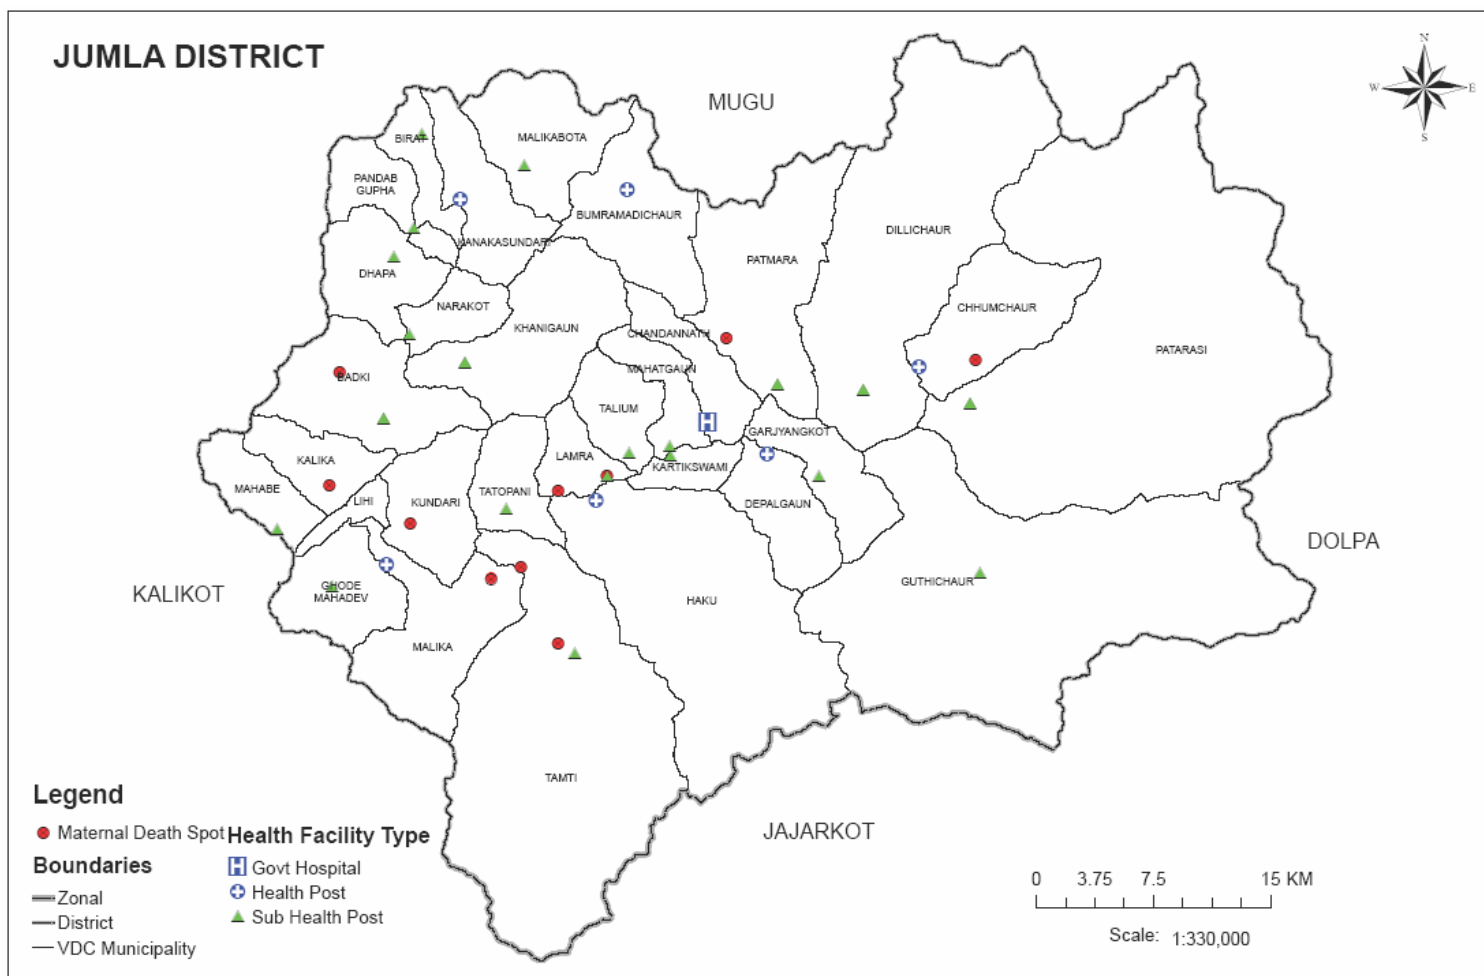 JUMLA DISTRICT
N
W
E
S
MUGU
BIRAT
MALIKABOTA
PANDAB
GUPHA
BUMRAMADICHAUR
KANAKASUNDARI
DILLICHAUR
PATMARA
DHAPA
NARAKOT
CHHUMCHAUR
KHANIGAUN
CHANDANNATH
PATARASI
MAHATGAUN
BADKI
TALIUM
GARJYANGKOT
KALIKA
LAMRA
KARTIKSWAMI
MAHABE
LIHI
KUNDARI
TATOPANI
DEPALGAUN
DOLPA
KALIKOT
GHODE
MAHADEV
HAKU
GUTHICHAUR
MALIKA
TAMTI
JAJARKOT
Legend
Maternal Death Spot
Boundaries
Zonal
District
VDC Municipality
Health Facility Type
H Govt Hospital
Health Post
Sub Health Post
H
0 3.75 7.5 15 KM
Scale: 1:330,000